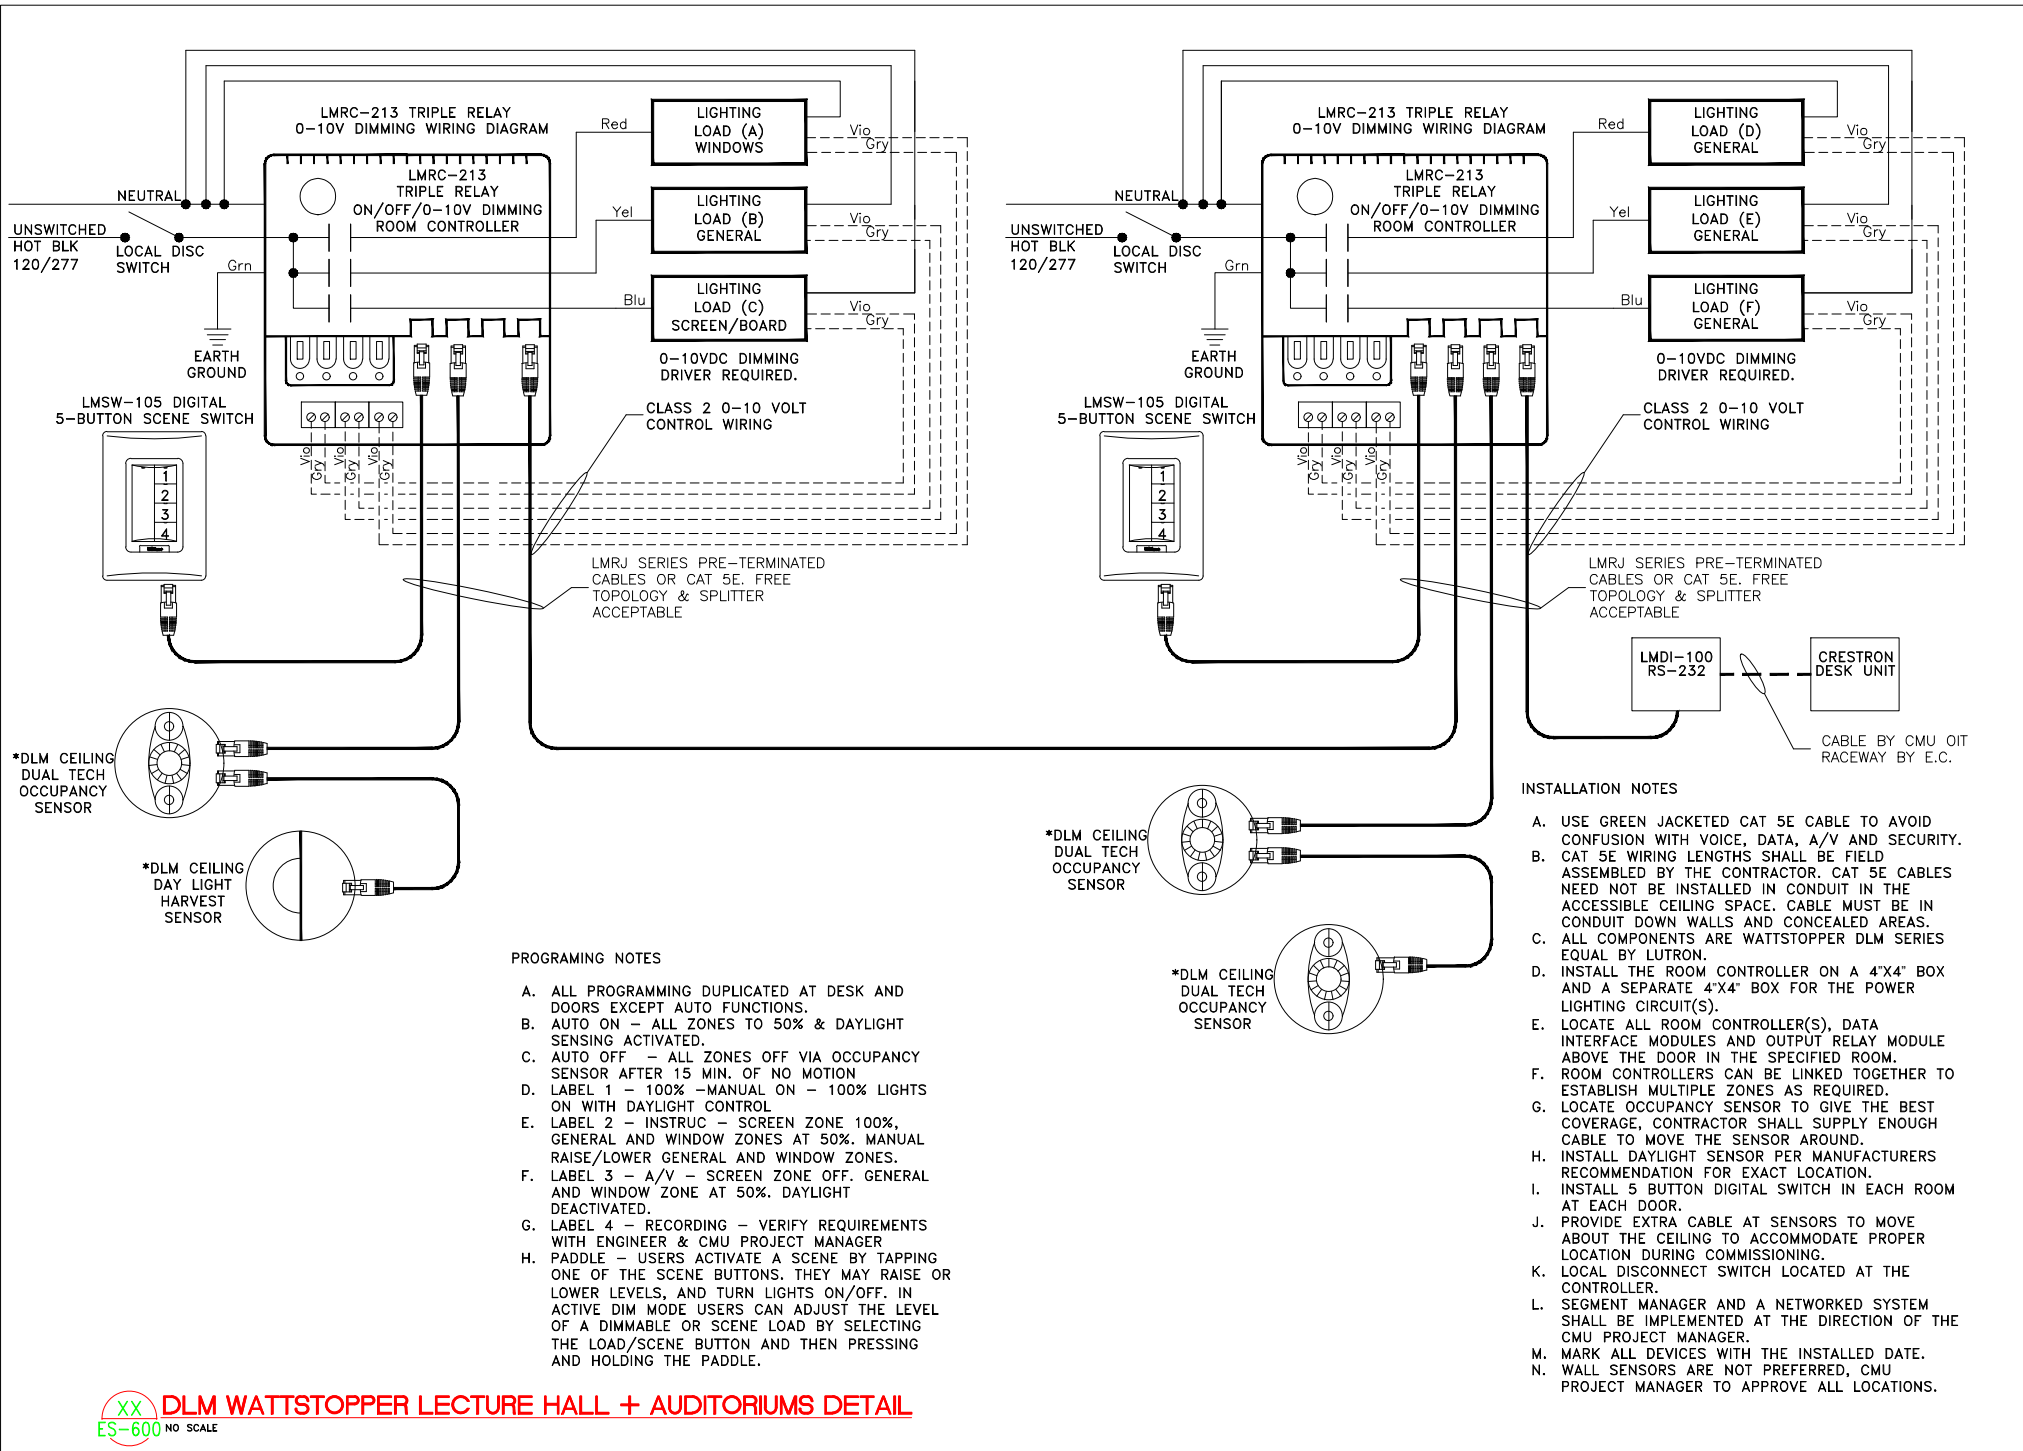 LMRC-213 TRIPLE RELAY
0-10V DIMMING WIRING DIAGRAM
LMRC-213
TRIPLE RELAY
ON/OFF/0-10V DIMMING
ROOM CONTROLLER
NEUTRAL
UNSWITCHED
HOT BLK
120/277
LOCAL DISC
SWITCH
Grn
EARTH
GROUND
Red
Yel
Blu
LIGHTING
LOAD (A)
WINDOWS
Vio
Gry
LIGHTING
LOAD (B)
GENERAL
Vio
Gry
LIGHTING
LOAD (C)
SCREEN/BOARD
Vio
Gry
0-10VDC DIMMING
DRIVER REQUIRED.
LMSW-105 DIGITAL
5-BUTTON SCENE SWITCH
1
2
3
4
Vio
Gry
Vio
Gry
Vio
Gry
CLASS 2 0-10 VOLT
CONTROL WIRING
LMRJ SERIES PRE-TERMINATED
CABLES OR CAT 5E. FREE
TOPOLOGY & SPLITTER
ACCEPTABLE
*DLM CEILING
DUAL TECH
OCCUPANCY
SENSOR
*DLM CEILING
DAY LIGHT
HARVEST
SENSOR
LMRC-213 TRIPLE RELAY
0-10V DIMMING WIRING DIAGRAM
LMRC-213
TRIPLE RELAY
ON/OFF/0-10V DIMMING
ROOM CONTROLLER
NEUTRAL
UNSWITCHED
HOT BLK
120/277
LOCAL DISC
SWITCH
Grn
EARTH
GROUND
Red
Yel
Blu
LIGHTING
LOAD (D)
GENERAL
Vio
Gry
LIGHTING
LOAD (E)
GENERAL
Vio
Gry
LIGHTING
LOAD (F)
GENERAL
Vio
Gry
0-10VDC DIMMING
DRIVER REQUIRED.
LMSW-105 DIGITAL
5-BUTTON SCENE SWITCH
1
2
3
4
Vio
Gry
Vio
Gry
Vio
Gry
CLASS 2 0-10 VOLT
CONTROL WIRING
LMRJ SERIES PRE-TERMINATED
CABLES OR CAT 5E. FREE
TOPOLOGY & SPLITTER
ACCEPTABLE
LMDI-100
RS-232
CRESTRON
DESK UNIT
CABLE BY CMU OIT
RACEWAY BY E.C.
*DLM CEILING
DUAL TECH
OCCUPANCY
SENSOR
*DLM CEILING
DUAL TECH
OCCUPANCY
SENSOR
PROGRAMING NOTES
A. ALL PROGRAMMING DUPLICATED AT DESK AND
DOORS EXCEPT AUTO FUNCTIONS.
B. AUTO ON - ALL ZONES TO 50% & DAYLIGHT
SENSING ACTIVATED.
C. AUTO OFF - ALL ZONES OFF VIA OCCUPANCY
SENSOR AFTER 15 MIN. OF NO MOTION
D. LABEL 1 - 100% -MANUAL ON - 100% LIGHTS
ON WITH DAYLIGHT CONTROL
E. LABEL 2 - INSTRUC - SCREEN ZONE 100%,
GENERAL AND WINDOW ZONES AT 50%. MANUAL
RAISE/LOWER GENERAL AND WINDOW ZONES.
F. LABEL 3 - A/V - SCREEN ZONE OFF. GENERAL
AND WINDOW ZONE AT 50%. DAYLIGHT
DEACTIVATED.
G. LABEL 4 - RECORDING - VERIFY REQUIREMENTS
WITH ENGINEER & CMU PROJECT MANAGER
H. PADDLE - USERS ACTIVATE A SCENE BY TAPPING
ONE OF THE SCENE BUTTONS. THEY MAY RAISE OR
LOWER LEVELS, AND TURN LIGHTS ON/OFF. IN
ACTIVE DIM MODE USERS CAN ADJUST THE LEVEL
OF A DIMMABLE OR SCENE LOAD BY SELECTING
THE LOAD/SCENE BUTTON AND THEN PRESSING
AND HOLDING THE PADDLE.
INSTALLATION NOTES
A. USE GREEN JACKETED CAT 5E CABLE TO AVOID
CONFUSION WITH VOICE, DATA, A/V AND SECURITY.
B. CAT 5E WIRING LENGTHS SHALL BE FIELD
ASSEMBLED BY THE CONTRACTOR. CAT 5E CABLES
NEED NOT BE INSTALLED IN CONDUIT IN THE
ACCESSIBLE CEILING SPACE. CABLE MUST BE IN
CONDUIT DOWN WALLS AND CONCEALED AREAS.
C. ALL COMPONENTS ARE WATTSTOPPER DLM SERIES
EQUAL BY LUTRON.
D. INSTALL THE ROOM CONTROLLER ON A 4"X4" BOX
AND A SEPARATE 4"X4" BOX FOR THE POWER
LIGHTING CIRCUIT(S).
E. LOCATE ALL ROOM CONTROLLER(S), DATA
INTERFACE MODULES AND OUTPUT RELAY MODULE
ABOVE THE DOOR IN THE SPECIFIED ROOM.
F. ROOM CONTROLLERS CAN BE LINKED TOGETHER TO
ESTABLISH MULTIPLE ZONES AS REQUIRED.
G. LOCATE OCCUPANCY SENSOR TO GIVE THE BEST
COVERAGE, CONTRACTOR SHALL SUPPLY ENOUGH
CABLE TO MOVE THE SENSOR AROUND.
H. INSTALL DAYLIGHT SENSOR PER MANUFACTURERS
RECOMMENDATION FOR EXACT LOCATION.
I. INSTALL 5 BUTTON DIGITAL SWITCH IN EACH ROOM
AT EACH DOOR.
J. PROVIDE EXTRA CABLE AT SENSORS TO MOVE
ABOUT THE CEILING TO ACCOMMODATE PROPER
LOCATION DURING COMMISSIONING.
K. LOCAL DISCONNECT SWITCH LOCATED AT THE
CONTROLLER.
L. SEGMENT MANAGER AND A NETWORKED SYSTEM
SHALL BE IMPLEMENTED AT THE DIRECTION OF THE
CMU PROJECT MANAGER.
M. MARK ALL DEVICES WITH THE INSTALLED DATE.
N. WALL SENSORS ARE NOT PREFERRED, CMU
PROJECT MANAGER TO APPROVE ALL LOCATIONS.
XX
ES-600
DLM WATTSTOPPER LECTURE HALL + AUDITORIUMS DETAIL
NO SCALE